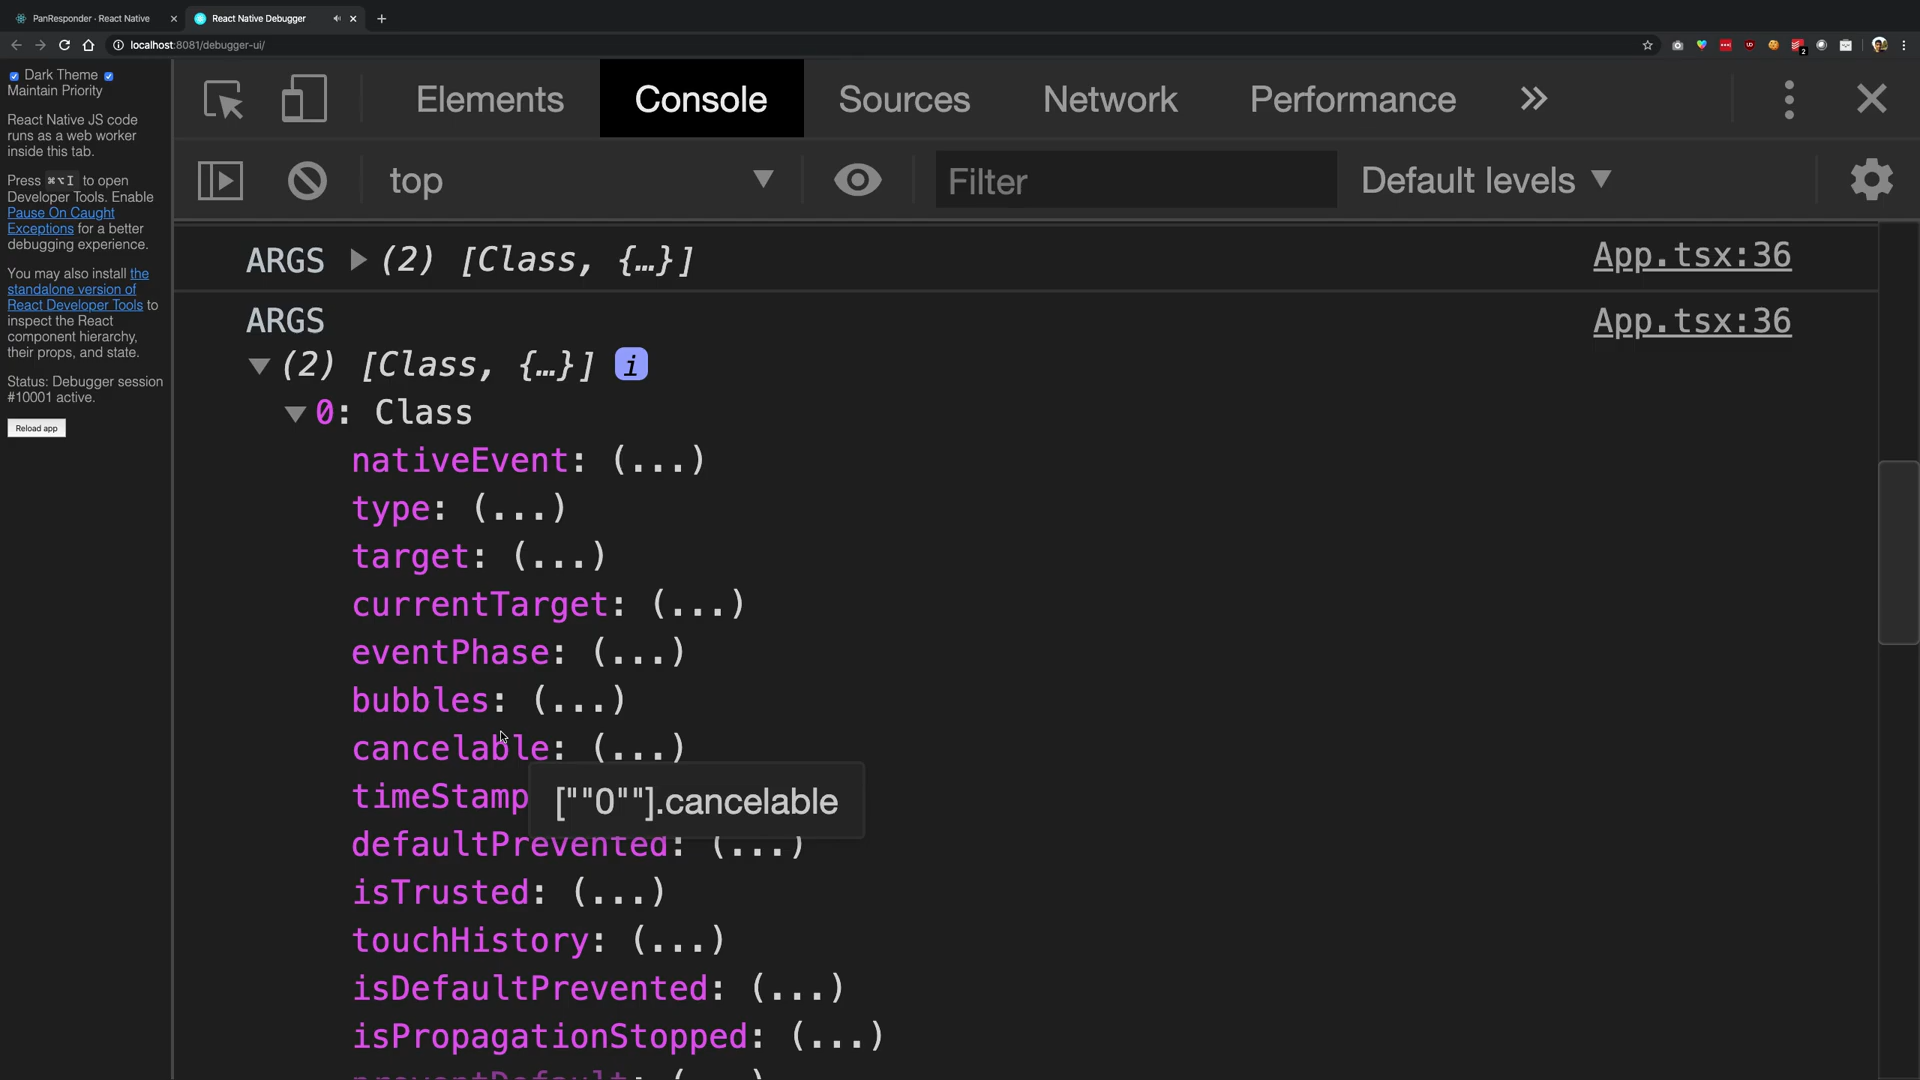 PanResponder · React Native
React Native Debugger
localhost:8081/debugger-ui/
Dark Theme
Maintain Priority
React Native JS code
runs as a web worker
inside this tab.
Press ⌘⌥I to open
Developer Tools. Enable
Pause On Caught
Exceptions for a better
debugging experience.
You may also install the
standalone version of
React Developer Tools to
inspect the React
component hierarchy,
their props, and state.
Status: Debugger session
#10001 active.
Reload app
Elements
Console
Sources
Network
Performance
top
Filter
Default levels
ARGS (2) [Class, {…}] App.tsx:36
ARGS App.tsx:36
(2) [Class, {…}] i
0: Class
nativeEvent: (...)
type: (...)
target: (...)
currentTarget: (...)
eventPhase: (...)
bubbles: (...)
cancelable: (...)
timeStamp
[""0""].cancelable
defaultPrevented: (...)
isTrusted: (...)
touchHistory: (...)
isDefaultPrevented: (...)
isPropagationStopped: (...)